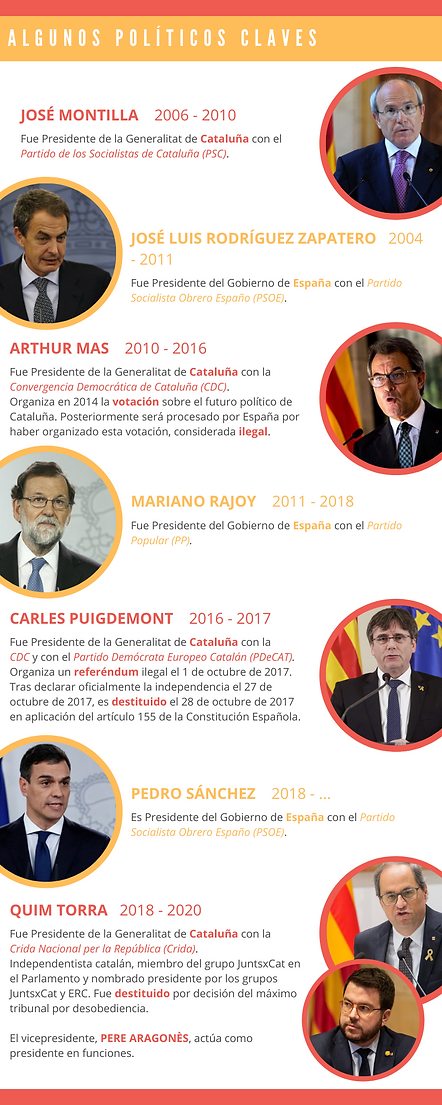 ALGUNOS POLÍTICOS CLAVES
JOSÉ MONTILLA 2006 - 2010
Fue Presidente de la Generalitat de Cataluña con el
Partido de los Socialistas de Cataluña (PSC).
JOSÉ LUIS RODRÍGUEZ ZAPATERO 2004
- 2011
Fue Presidente del Gobierno de España con el Partido
Socialista Obrero Españo (PSOE).
ARTHUR MAS 2010 - 2016
Fue Presidente de la Generalitat de Cataluña con la
Convergencia Democrática de Cataluña (CDC).
Organiza en 2014 la votación sobre el futuro político de
Cataluña. Posteriormente será procesado por España por
haber organizado esta votación, considerada ilegal.
MARIANO RAJOY 2011 - 2018
Fue Presidente del Gobierno de España con el Partido
Popular (PP).
CARLES PUIGDEMONT 2016 - 2017
Fue Presidente de la Generalitat de Cataluña con la
CDC y con el Partido Demócrata Europeo Catalán (PDeCAT).
Organiza un referéndum ilegal el 1 de octubre de 2017.
Tras declarar oficialmente la independencia el 27 de
octubre de 2017, es destituido el 28 de octubre de 2017
en aplicación del artículo 155 de la Constitución Española.
PEDRO SÁNCHEZ 2018 - ...
Es Presidente del Gobierno de España con el Partido
Socialista Obrero Españo (PSOE).
QUIM TORRA 2018 - 2020
Fue Presidente de la Generalitat de Cataluña con la
Crida Nacional per la República (Crida).
Independentista catalán, miembro del grupo JuntsxCat en
el Parlamento y nombrado presidente por los grupos
JuntsxCat y ERC. Fue destituido por decisión del máximo
tribunal por desobediencia.
El vicepresidente, PERE ARAGONÈS, actúa como
presidente en funciones.